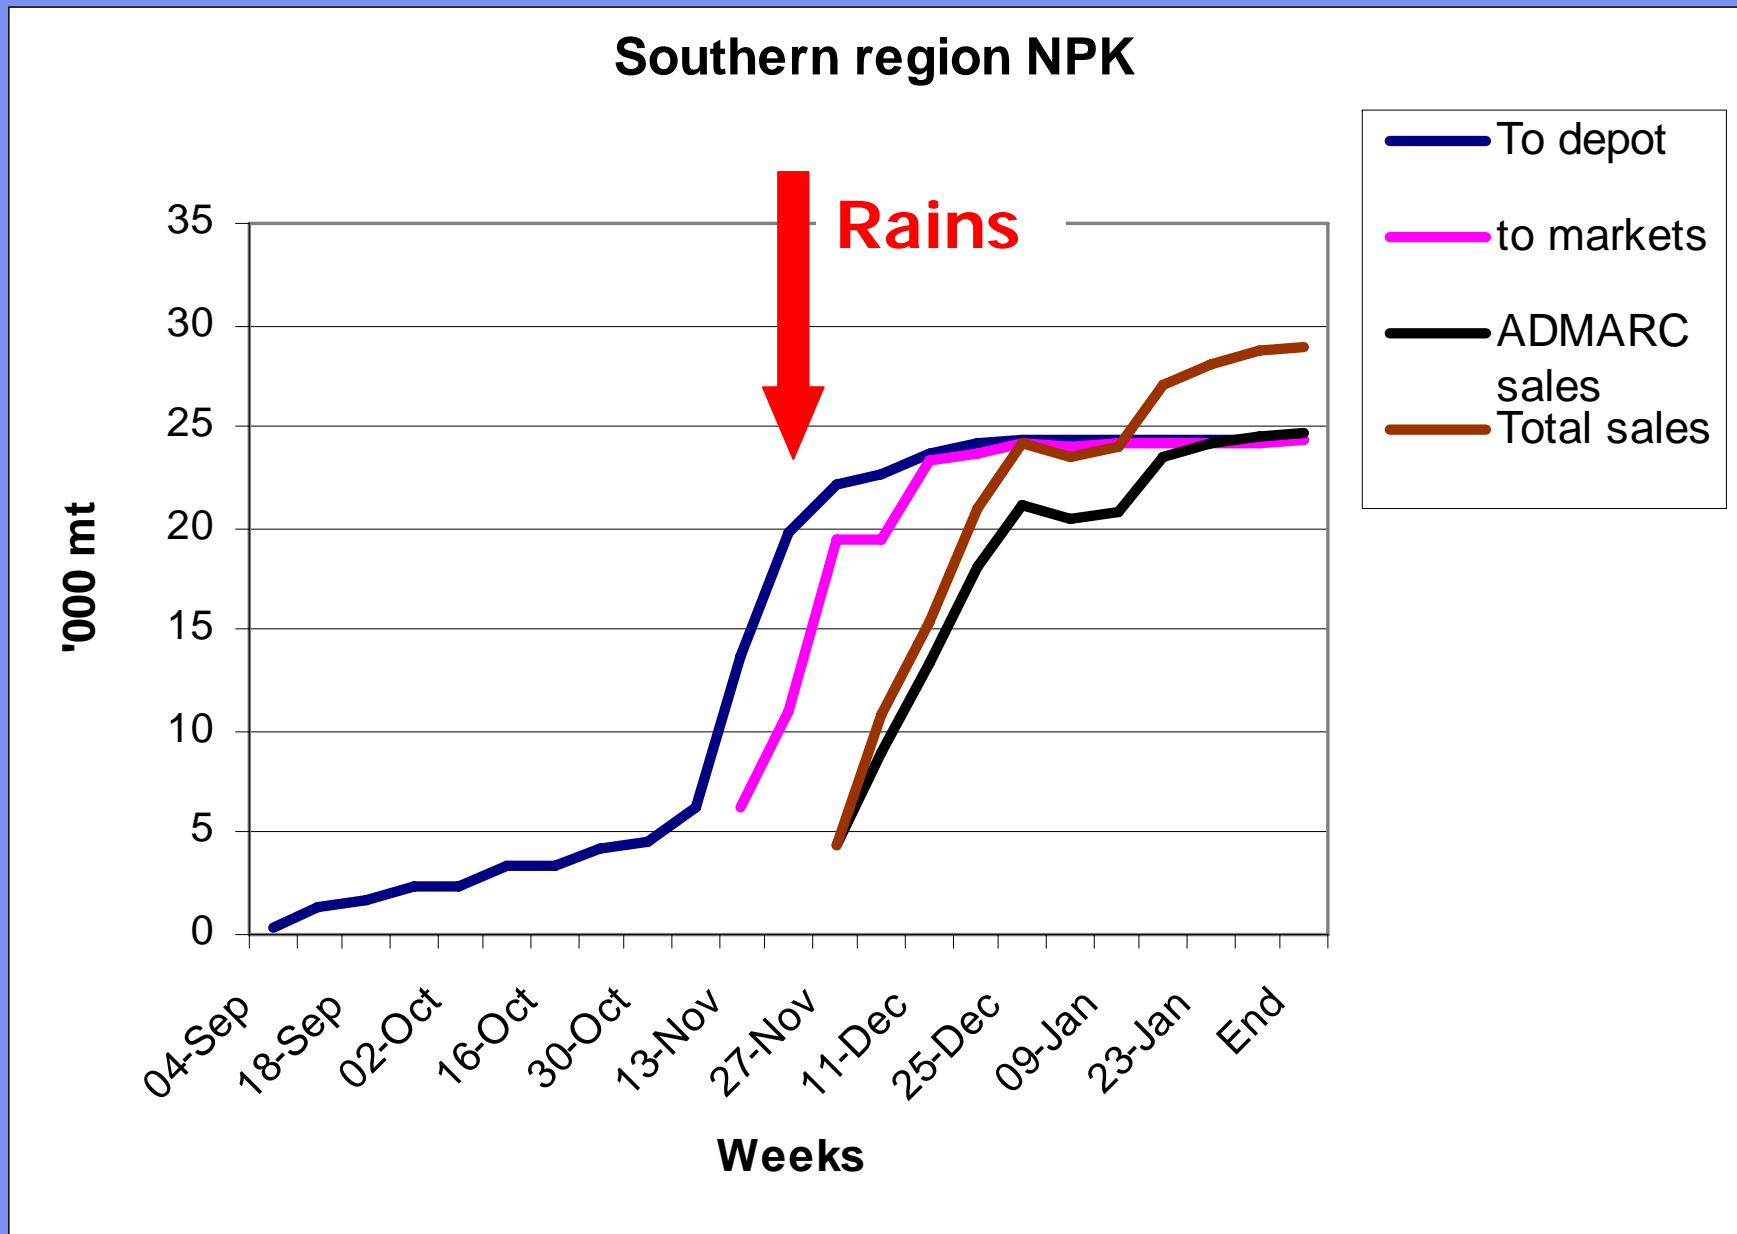 Southern region NPK
To depot
to markets
ADMARC
sales
Total sales
Rains
35
30
25
20
15
10
5
0
'000 mt
04-Sep
18-Sep
02-Oct
16-Oct
30-Oct
13-Nov
27-Nov
11-Dec
25-Dec
09-Jan
23-Jan
End
Weeks